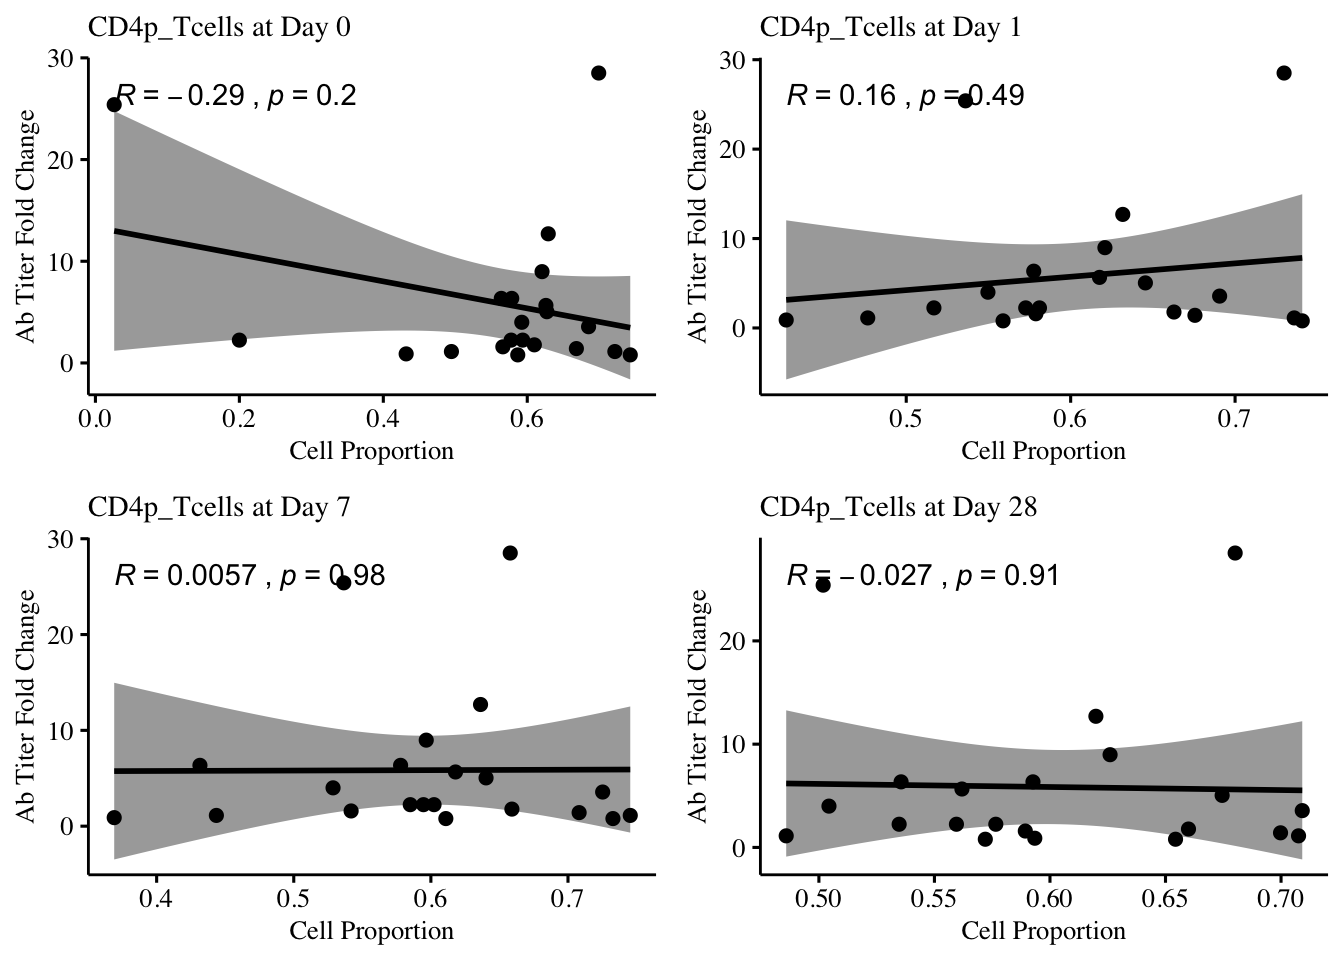 CD4p_Tcells at Day 0
R = −0.29 , p = 0.2
Ab Titer Fold Change
30
20
10
0
0.0 0.2 0.4 0.6
Cell Proportion
CD4p_Tcells at Day 1
R = 0.16 , p = 0.49
Ab Titer Fold Change
30
20
10
0
0.5 0.6 0.7
Cell Proportion
CD4p_Tcells at Day 7
R = 0.0057 , p = 0.98
Ab Titer Fold Change
30
20
10
0
0.4 0.5 0.6 0.7
Cell Proportion
CD4p_Tcells at Day 28
R = −0.027 , p = 0.91
Ab Titer Fold Change
20
10
0
0.50 0.55 0.60 0.65 0.70
Cell Proportion